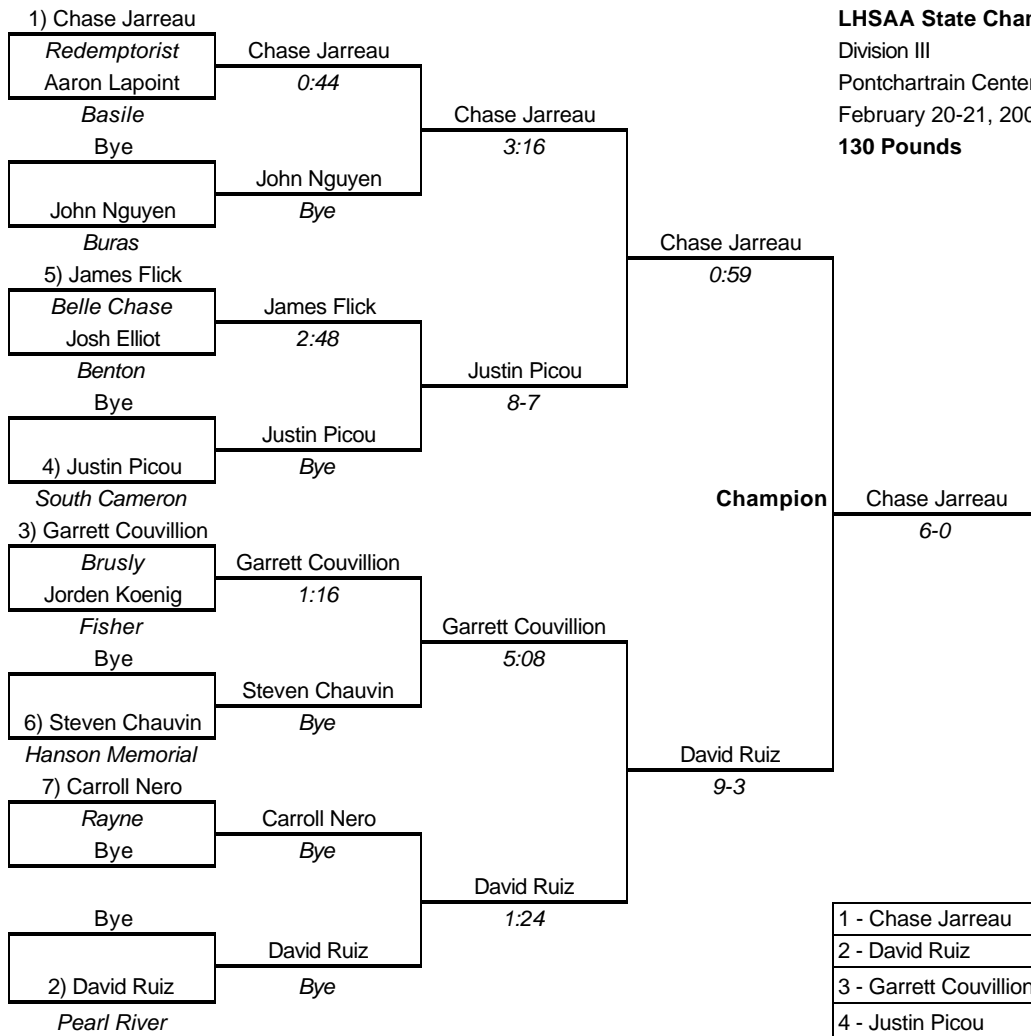 1) Chase Jarreau
Redemptorist
Aaron Lapoint
Basile
Bye
John Nguyen
Buras
5) James Flick
Belle Chase
Josh Elliot
Benton
Bye
4) Justin Picou
South Cameron
3) Garrett Couvillion
Brusly
Jorden Koenig
Fisher
Bye
6) Steven Chauvin
Hanson Memorial
7) Carroll Nero
Rayne
Bye
Bye
2) David Ruiz
Pearl River
Chase Jarreau
0:44
John Nguyen
Bye
James Flick
2:48
Justin Picou
Bye
Garrett Couvillion
1:16
Steven Chauvin
Bye
Carroll Nero
Bye
David Ruiz
Bye
Chase Jarreau
3:16
Justin Picou
8-7
Garrett Couvillion
5:08
David Ruiz
1:24
Chase Jarreau
0:59
David Ruiz
9-3
Champion
Chase Jarreau
6-0
LHSAA State
Division III
Pontchartrain Center
February 20-21,
130 Pounds
1 - Chase Jarreau
2 - David Ruiz
3 - Garrett Couvillion
4 - Justin Picou